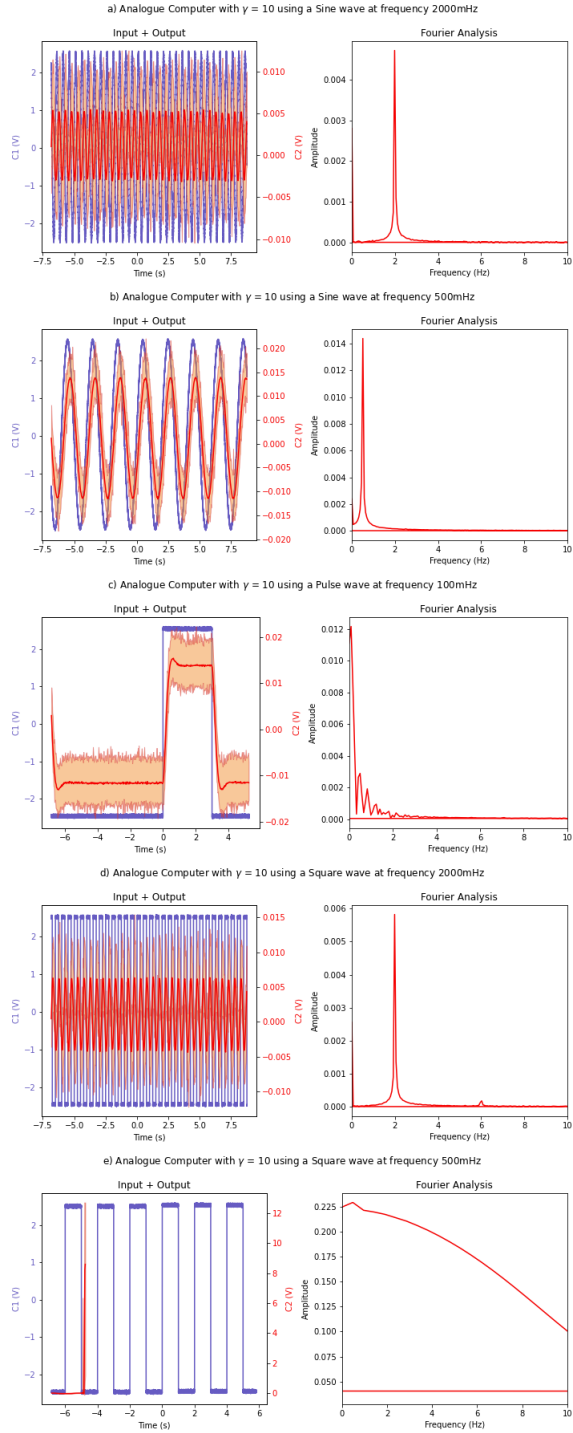 a) Analogue Computer with γ = 10 using a Sine wave at frequency 2000mHz
Input + Output
Fourier Analysis
C1 (V)
2
1
0
−1
−2
−7.5 −5.0 −2.5 0.0 2.5 5.0 7.5
Time (s)
C2 (V)
0.010
0.005
0.000
−0.005
−0.010
Amplitude
0.004
0.003
0.002
0.001
0.000
0 2 4 6 8 10
Frequency (Hz)
b) Analogue Computer with γ = 10 using a Sine wave at frequency 500mHz
Input + Output
Fourier Analysis
C1 (V)
2
1
0
−1
−2
−7.5 −5.0 −2.5 0.0 2.5 5.0 7.5
Time (s)
C2 (V)
0.020
0.015
0.010
0.005
0.000
−0.005
−0.010
−0.015
−0.020
Amplitude
0.014
0.012
0.010
0.008
0.006
0.004
0.002
0.000
0 2 4 6 8 10
Frequency (Hz)
c) Analogue Computer with γ = 10 using a Pulse wave at frequency 100mHz
Input + Output
Fourier Analysis
C1 (V)
2
1
0
−1
−2
−6 −4 −2 0 2 4
Time (s)
C2 (V)
0.02
0.01
0.00
−0.01
−0.02
Amplitude
0.012
0.010
0.008
0.006
0.004
0.002
0.000
0 2 4 6 8 10
Frequency (Hz)
d) Analogue Computer with γ = 10 using a Square wave at frequency 2000mHz
Input + Output
Fourier Analysis
C1 (V)
2
1
0
−1
−2
−7.5 −5.0 −2.5 0.0 2.5 5.0 7.5
Time (s)
C2 (V)
0.015
0.010
0.005
0.000
−0.005
−0.010
Amplitude
0.006
0.005
0.004
0.003
0.002
0.001
0.000
0 2 4 6 8 10
Frequency (Hz)
e) Analogue Computer with γ = 10 using a Square wave at frequency 500mHz
Input + Output
Fourier Analysis
C1 (V)
2
1
0
−1
−2
−6 −4 −2 0 2 4 6
Time (s)
C2 (V)
12
10
8
6
4
2
0
Amplitude
0.225
0.200
0.175
0.150
0.125
0.100
0.075
0.050
0 2 4 6 8 10
Frequency (Hz)